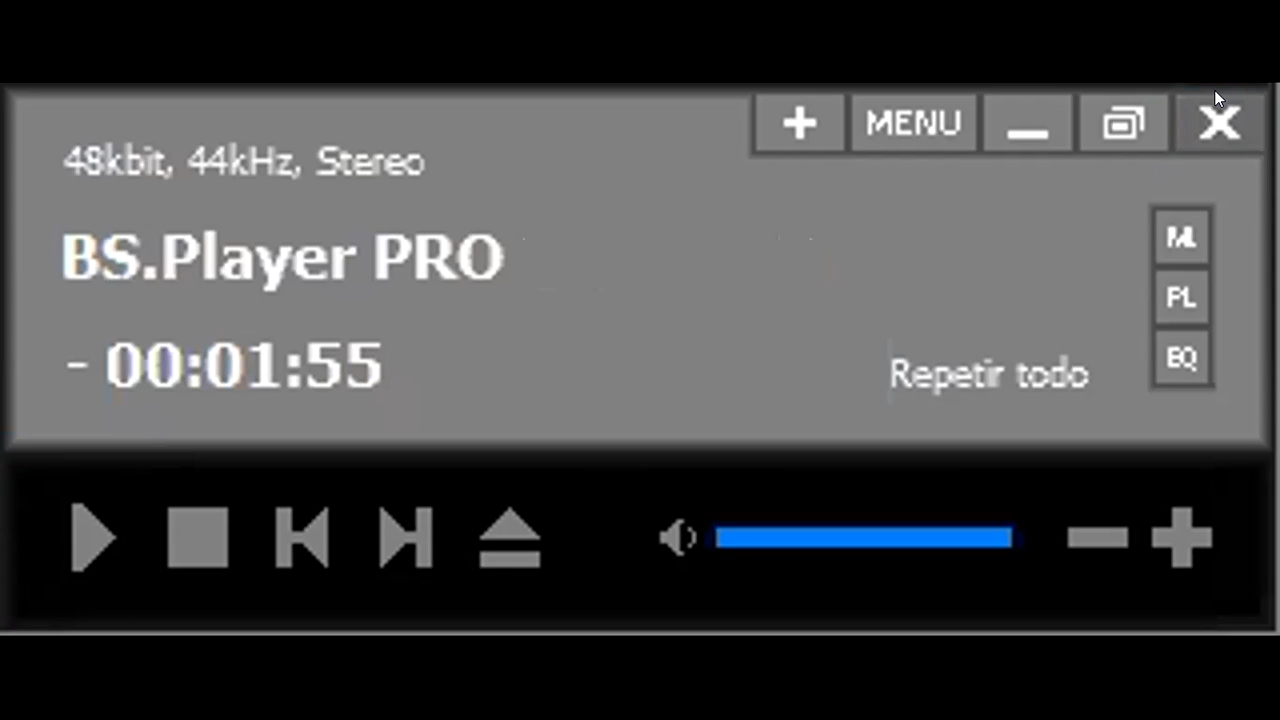 MENU
48kbit, 44kHz, Stereo
BS.Player PRO
ML
PL
- 00:01:55
Repetir todo
EQ